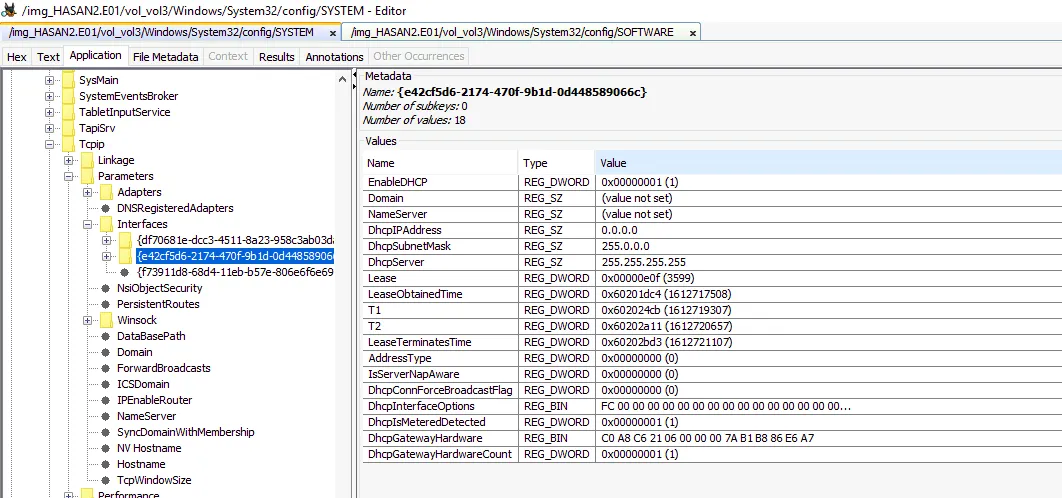 /img_HASAN2.E01/vol_vol3/Windows/System32/config/SYSTEM - Editor
/img_HASAN2.E01/vol_vol3/Windows/System32/config/SYSTEM × /img_HASAN2.E01/vol_vol3/Windows/System32/config/SOFTWARE ×
Hex Text Application File Metadata Context Results Annotations Other Occurrences
SysMain
SystemEventsBroker
TabletInputService
TapiSrv
Tcpip
Linkage
Parameters
Adapters
DNSRegisteredAdapters
Interfaces
{df70681e-dcc3-4511-8a23-958c3ab03da
{e42cf5d6-2174-470f-9b1d-0d448589066
{f73911d8-68d4-11eb-b57e-806e6f6e69
NsiObjectSecurity
PersistentRoutes
Winsock
DataBasePath
Domain
ForwardBroadcasts
ICSDomain
IPEnableRouter
NameServer
SyncDomainWithMembership
NV Hostname
Hostname
TcpWindowSize
Performance
Metadata
Name: {e42cf5d6-2174-470f-9b1d-0d448589066c}
Number of subkeys: 0
Number of values: 18
Values
Name Type Value
EnableDHCP REG_DWORD 0x00000001 (1)
Domain REG_SZ (value not set)
NameServer REG_SZ (value not set)
DhcpIPAddress REG_SZ 0.0.0.0
DhcpSubnetMask REG_SZ 255.0.0.0
DhcpServer REG_SZ 255.255.255.255
Lease REG_DWORD 0x00000e0f (3599)
LeaseObtainedTime REG_DWORD 0x60201dc4 (1612717508)
T1 REG_DWORD 0x602024cb (1612719307)
T2 REG_DWORD 0x60202a11 (1612720657)
LeaseTerminatesTime REG_DWORD 0x60202bd3 (1612721107)
AddressType REG_DWORD 0x00000000 (0)
IsServerNapAware REG_DWORD 0x00000000 (0)
DhcpConnForceBroadcastFlag REG_DWORD 0x00000000 (0)
DhcpInterfaceOptions REG_BIN FC 00 00 00 00 00 00 00 00 00 00 00 00 00 00 00...
DhcpIsMeteredDetected REG_DWORD 0x00000001 (1)
DhcpGatewayHardware REG_BIN C0 A8 C6 21 06 00 00 00 7A B1 B8 86 E6 A7
DhcpGatewayHardwareCount REG_DWORD 0x00000001 (1)